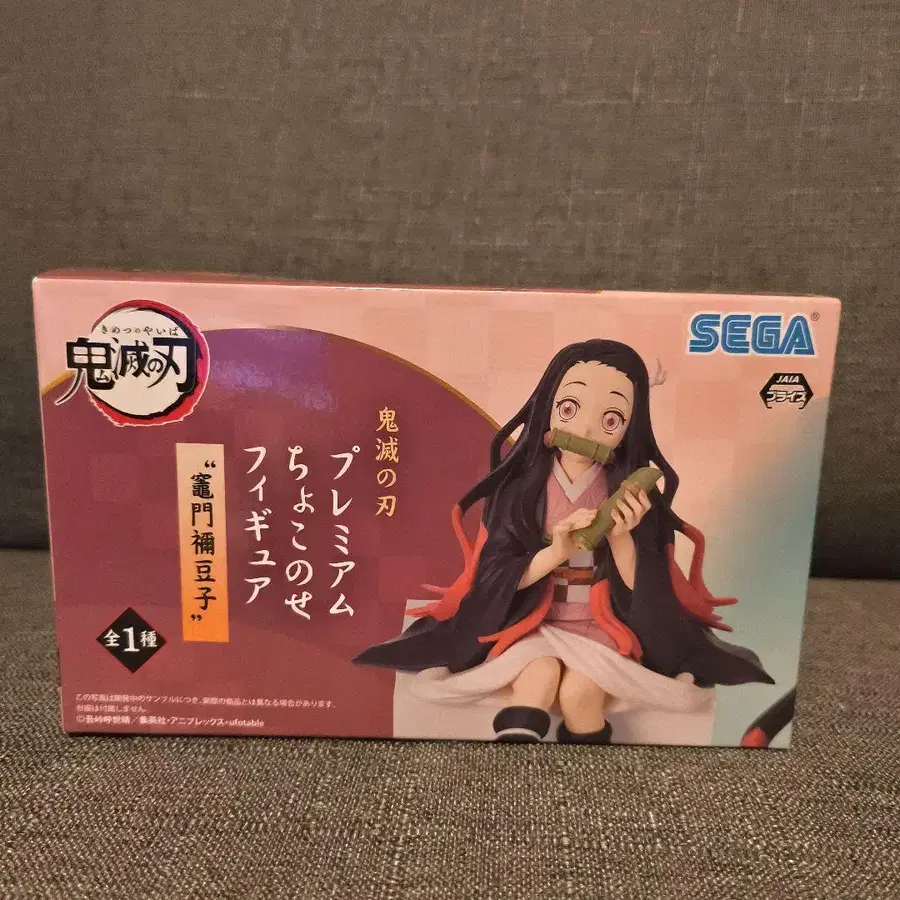 きめつのやいば
鬼滅の刃
SEGA®
JAIA
プライズ
鬼滅の刃
プレミアム
ちょこのせ
フィギュア
“竈門禰豆子”
全1種
この写真は開発中のサンプルにつき、実際の商品とは異なる場合があります。
台座は付属しません。
©吾峠呼世晴／集英社・アニプレックス・ufotable